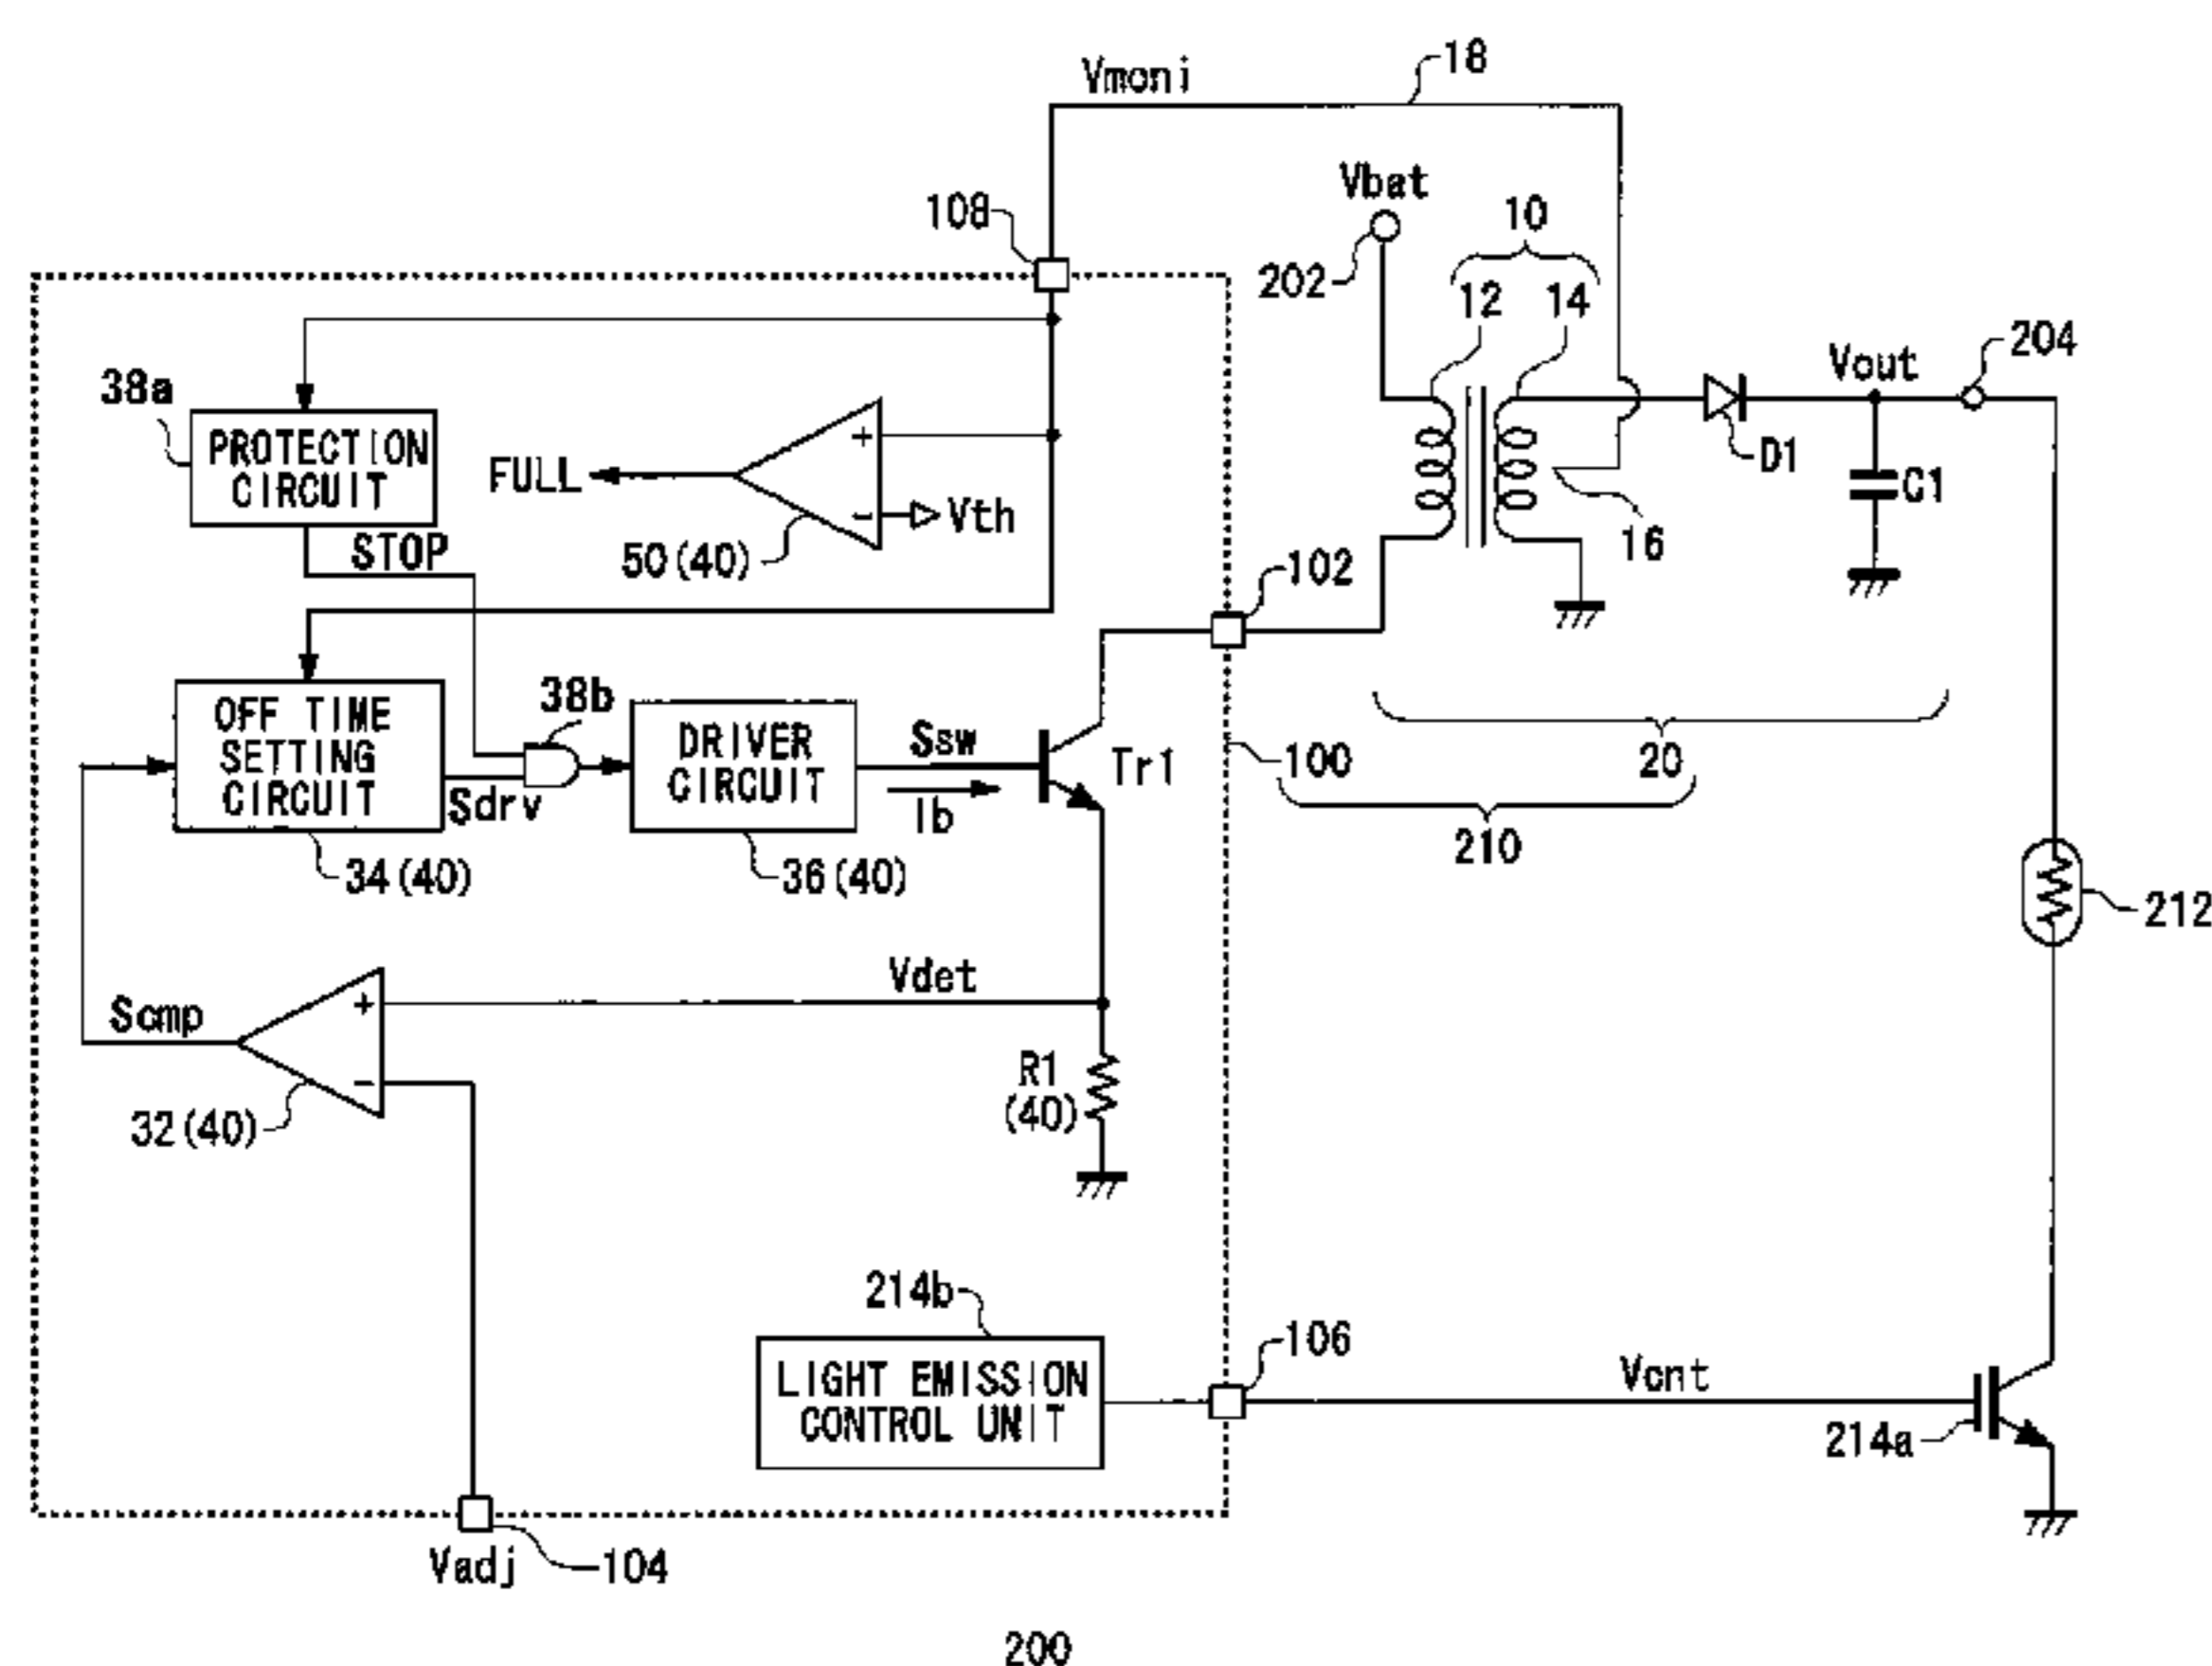 Vmoni
18
Vbat
108
10
202
12
14
204
Vout
38a
PROTECTION
CIRCUIT
FULL
+
-
Vth
D1
C1
STOP
50(40)
16
102
OFF TIME
SETTING
CIRCUIT
38b
DRIVER
CIRCUIT
Ssw
Tr1
100
20
Sdrv
Ib
210
34(40)
36(40)
212
Vdet
Scmp
+
-
R1
(40)
32(40)
214b
LIGHT EMISSION
CONTROL UNIT
106
Vcnt
214a
Vadj
104
200